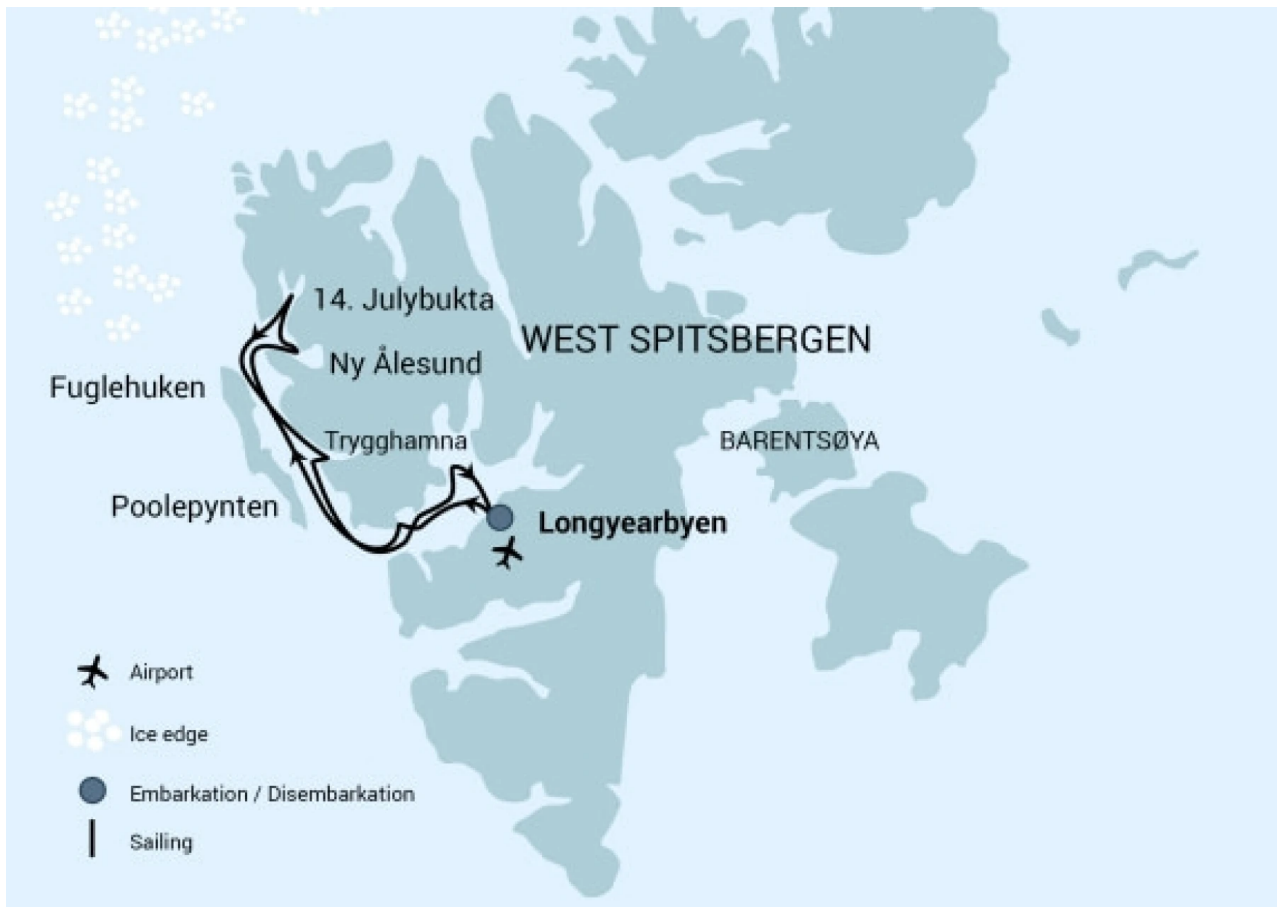 14. Julybukta
WEST SPITSBERGEN
Ny Ålesund
Fuglehuken
Trygghamna
BARENTSØYA
Poolepynten
Longyearbyen
Airport
Ice edge
Embarkation / Disembarkation
Sailing